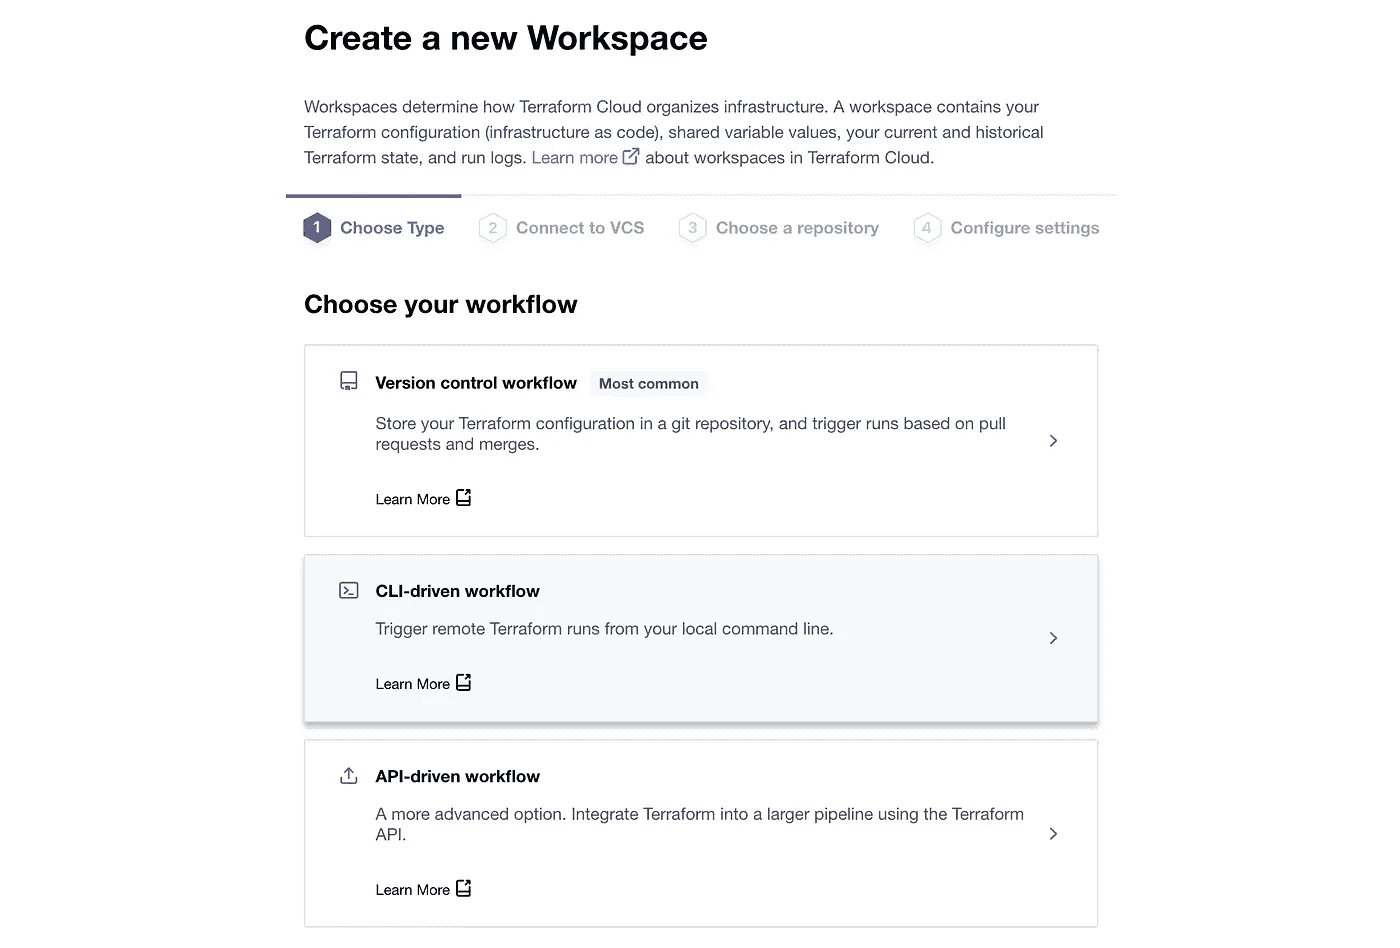 Create a new Workspace
Workspaces determine how Terraform Cloud organizes infrastructure. A workspace contains your
Terraform configuration (infrastructure as code), shared variable values, your current and historical
Terraform state, and run logs. Learn more about workspaces in Terraform Cloud.
1 Choose Type 2 Connect to VCS 3 Choose a repository 4 Configure settings
Choose your workflow
Version control workflow Most common
Store your Terraform configuration in a git repository, and trigger runs based on pull
requests and merges.
Learn More
CLI-driven workflow
Trigger remote Terraform runs from your local command line.
Learn More
API-driven workflow
A more advanced option. Integrate Terraform into a larger pipeline using the Terraform
API.
Learn More